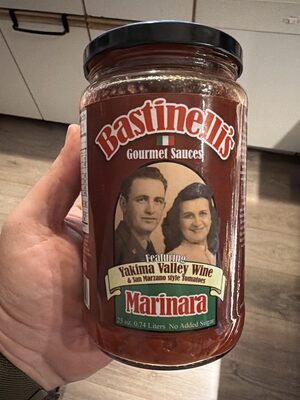 Bastinelli's
Gourmet Sauces
Featuring
Yakima Valley Wine
& San Marzano style Tomatoes
Marinara
25 oz. 0.74 Liters No Added Sugar